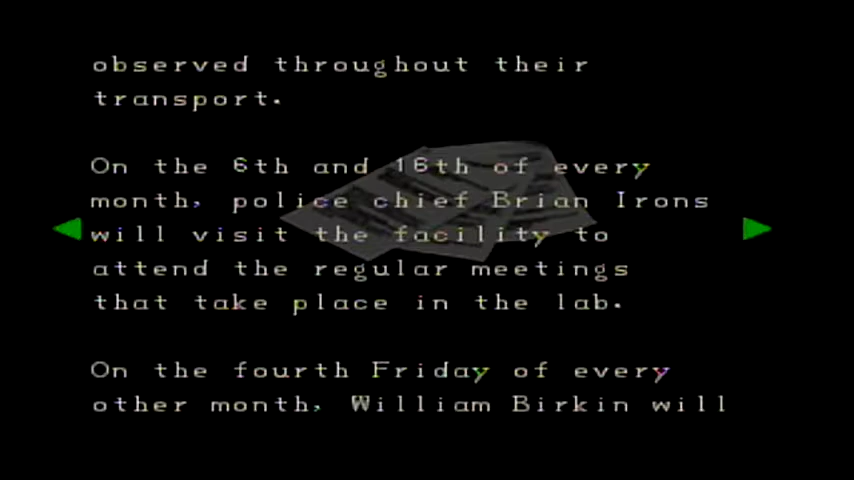 observed throughout their
transport.
On the 6th and 16th of every
month, police chief Brian Irons
will visit the facility to
attend the regular meetings
that take place in the lab.
On the fourth Friday of every
other month, William Birkin will